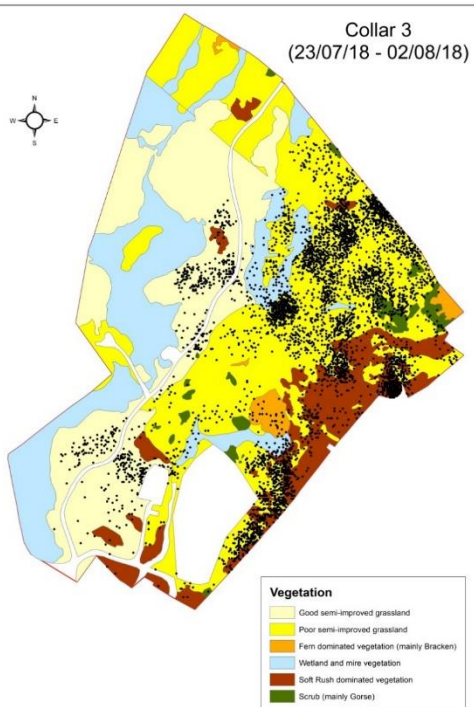 Collar 3
(23/07/18 - 02/08/18)
N
W E
S
Vegetation
Good semi-improved grassland
Poor semi-improved grassland
Fern dominated vegetation (mainly Bracken)
Wetland and mire vegetation
Soft Rush dominated vegetation
Scrub (mainly Gorse)